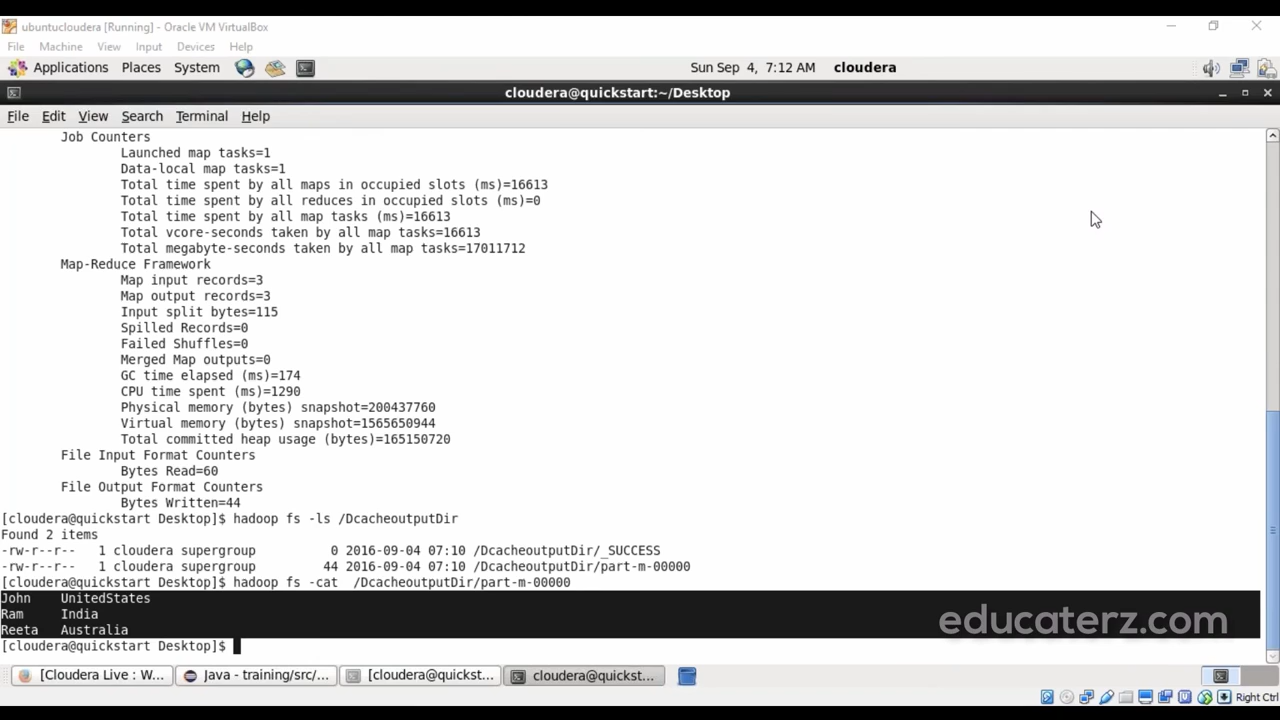 ubuntucloudera [Running] - Oracle VM VirtualBox
File Machine View Input Devices Help
Applications Places System Sun Sep 4, 7:12 AM cloudera
cloudera@quickstart:~/Desktop
File Edit View Search Terminal Help
Job Counters
Launched map tasks=1
Data-local map tasks=1
Total time spent by all maps in occupied slots (ms)=16613
Total time spent by all reduces in occupied slots (ms)=0
Total time spent by all map tasks (ms)=16613
Total vcore-seconds taken by all map tasks=16613
Total megabyte-seconds taken by all map tasks=17011712
Map-Reduce Framework
Map input records=3
Map output records=3
Input split bytes=115
Spilled Records=0
Failed Shuffles=0
Merged Map outputs=0
GC time elapsed (ms)=174
CPU time spent (ms)=1290
Physical memory (bytes) snapshot=200437760
Virtual memory (bytes) snapshot=1565650944
Total committed heap usage (bytes)=165150720
File Input Format Counters
Bytes Read=60
File Output Format Counters
Bytes Written=44
[cloudera@quickstart Desktop]$ hadoop fs -ls /DcacheoutputDir
Found 2 items
-rw-r--r-- 1 cloudera supergroup 0 2016-09-04 07:10 /DcacheoutputDir/_SUCCESS
-rw-r--r-- 1 cloudera supergroup 44 2016-09-04 07:10 /DcacheoutputDir/part-m-00000
[cloudera@quickstart Desktop]$ hadoop fs -cat /DcacheoutputDir/part-m-00000
John UnitedStates
Ram India
Reeta Australia
educaterz.com
[cloudera@quickstart Desktop]$
[Cloudera Live : W... Java - training/src/... [cloudera@quickst... cloudera@quickst...
Right Ctrl